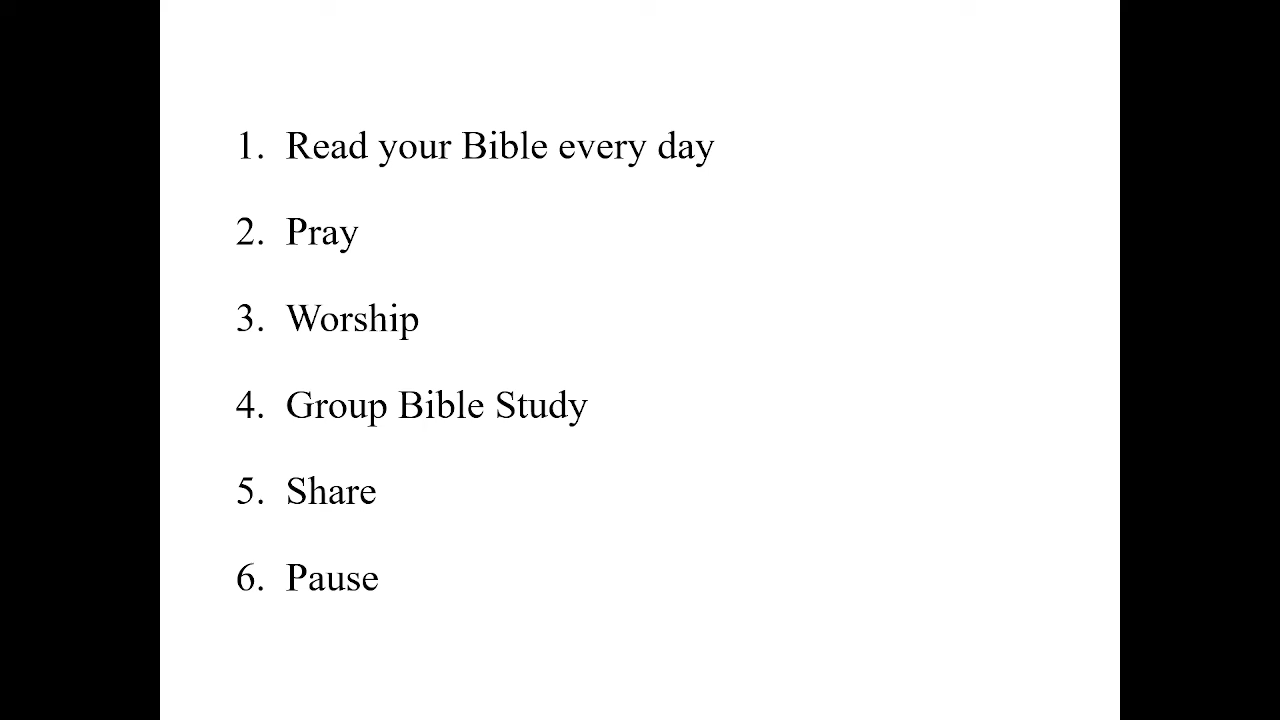 1. Read your Bible every day
2. Pray
3. Worship
4. Group Bible Study
5. Share
6. Pause